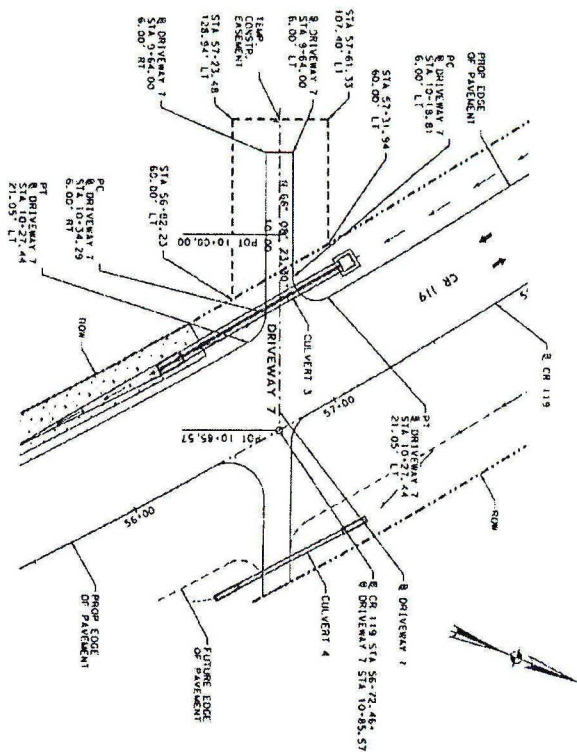 STA 57+61.33
107.40' LT
℄ DRIVEWAY 7
STA 9+64.00
6.00' LT
TEMP
CONSTR.
EASEMENT
STA 57+23.48
128.94' LT
℄ DRIVEWAY 7
STA 9+64.00
6.00' RT
PROP EDGE
OF PAVEMENT
PC
℄ DRIVEWAY 7
STA 10+18.81
6.00' LT
STA 57+31.94
60.00' LT
STA 56+82.23
60.00' LT
PC
℄ DRIVEWAY 7
STA 10+34.29
6.00' RT
PT
℄ DRIVEWAY 7
STA 10+27.44
21.05' LT
10.00
POT 10+00.00
ROW
DRIVEWAY 7
CULVERT 3
CR 119
℄ CR 119
57+00
POT 10+85.57
PT
℄ DRIVEWAY 7
STA 10+27.44
21.05' LT
ROW
56+00
PROP EDGE
OF PAVEMENT
℄ DRIVEWAY 7
℄ CR 119 STA 56+72.46=
℄ DRIVEWAY 7 STA 10+85.57
CULVERT 4
FUTURE EDGE
OF PAVEMENT